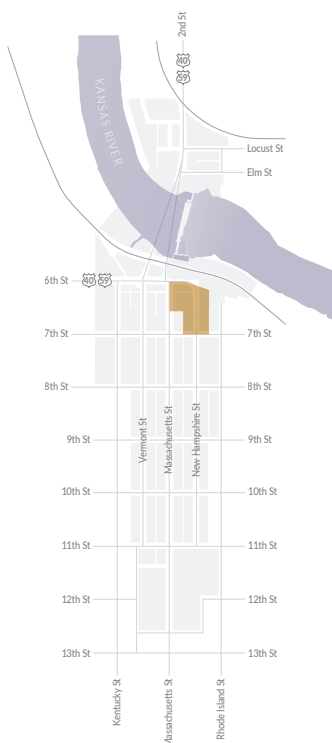 2nd St
40
59
KANSAS RIVER
Locust St
Elm St
6th St
40 59
7th St
7th St
8th St
8th St
Vermont St
Massachusetts St
New Hampshire St
9th St
9th St
10th St
10th St
11th St
11th St
12th St
12th St
13th St
13th St
Kentucky St
Massachusetts St
Rhode Island St